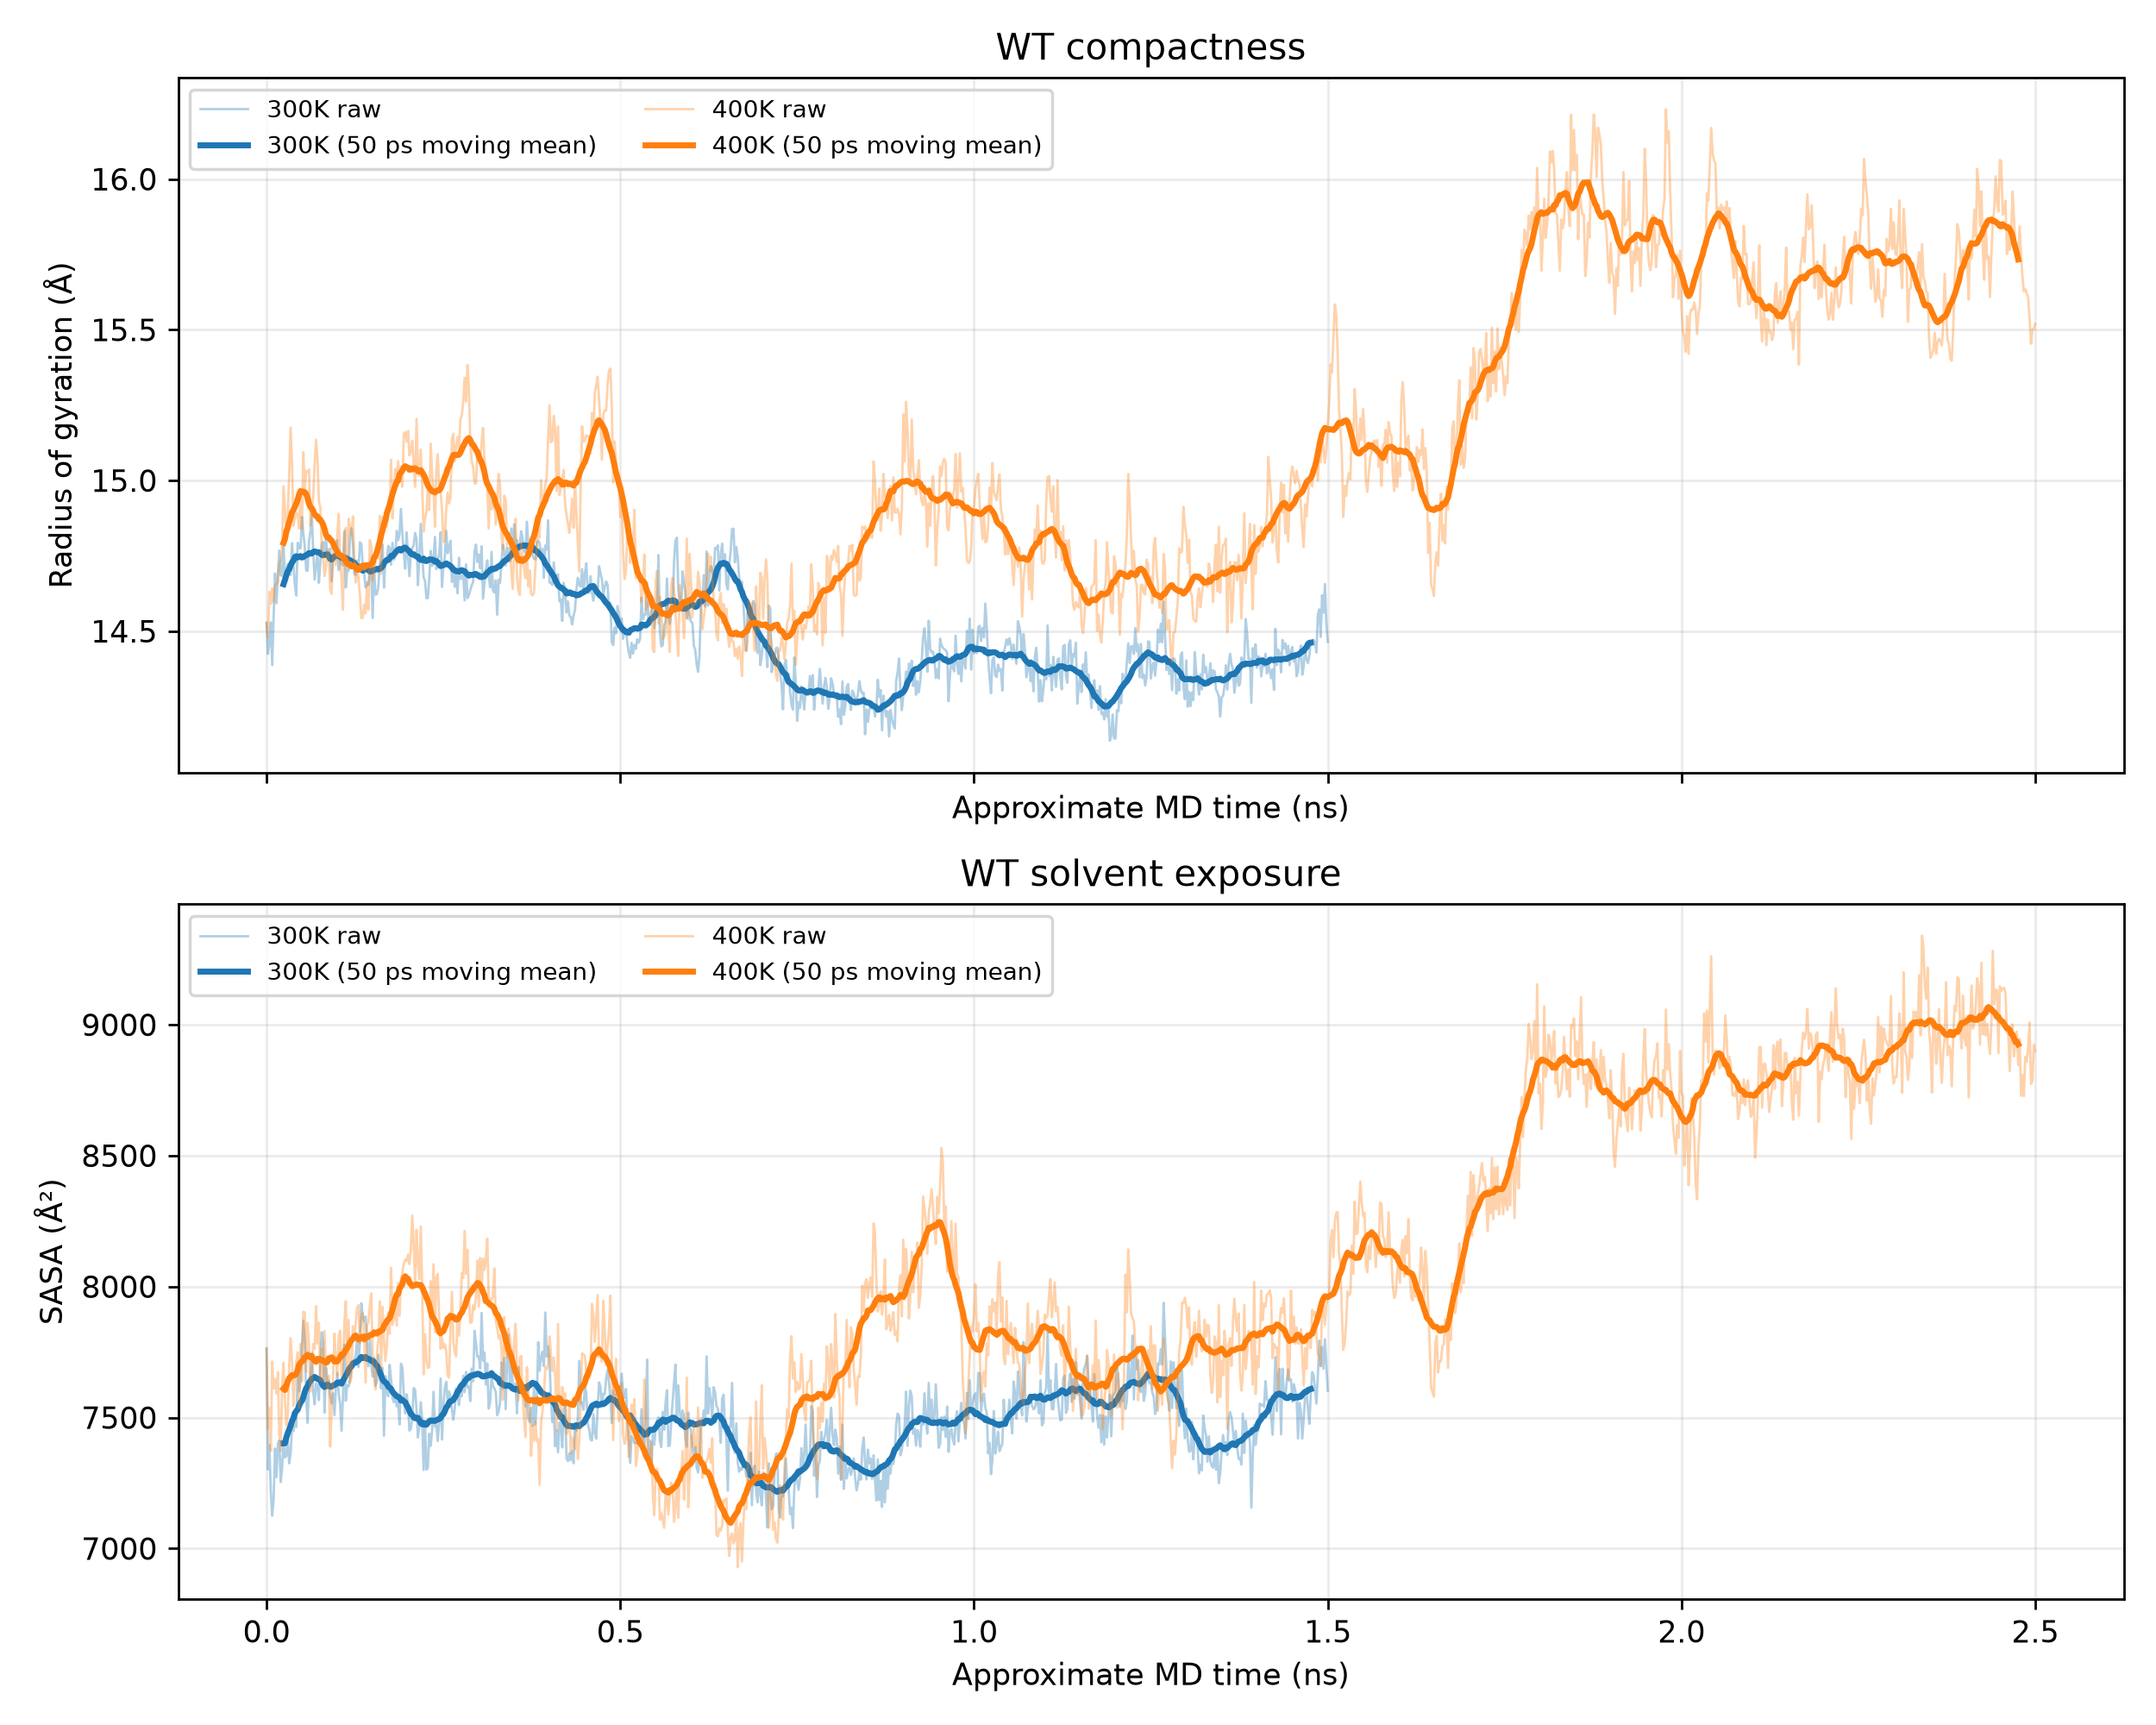 WT compactness
300K raw
300K (50 ps moving mean)
400K raw
400K (50 ps moving mean)
Radius of gyration (Å)
16.0
15.5
15.0
14.5
Approximate MD time (ns)
WT solvent exposure
300K raw
300K (50 ps moving mean)
400K raw
400K (50 ps moving mean)
SASA (Å²)
9000
8500
8000
7500
7000
0.0 0.5 1.0 1.5 2.0 2.5
Approximate MD time (ns)